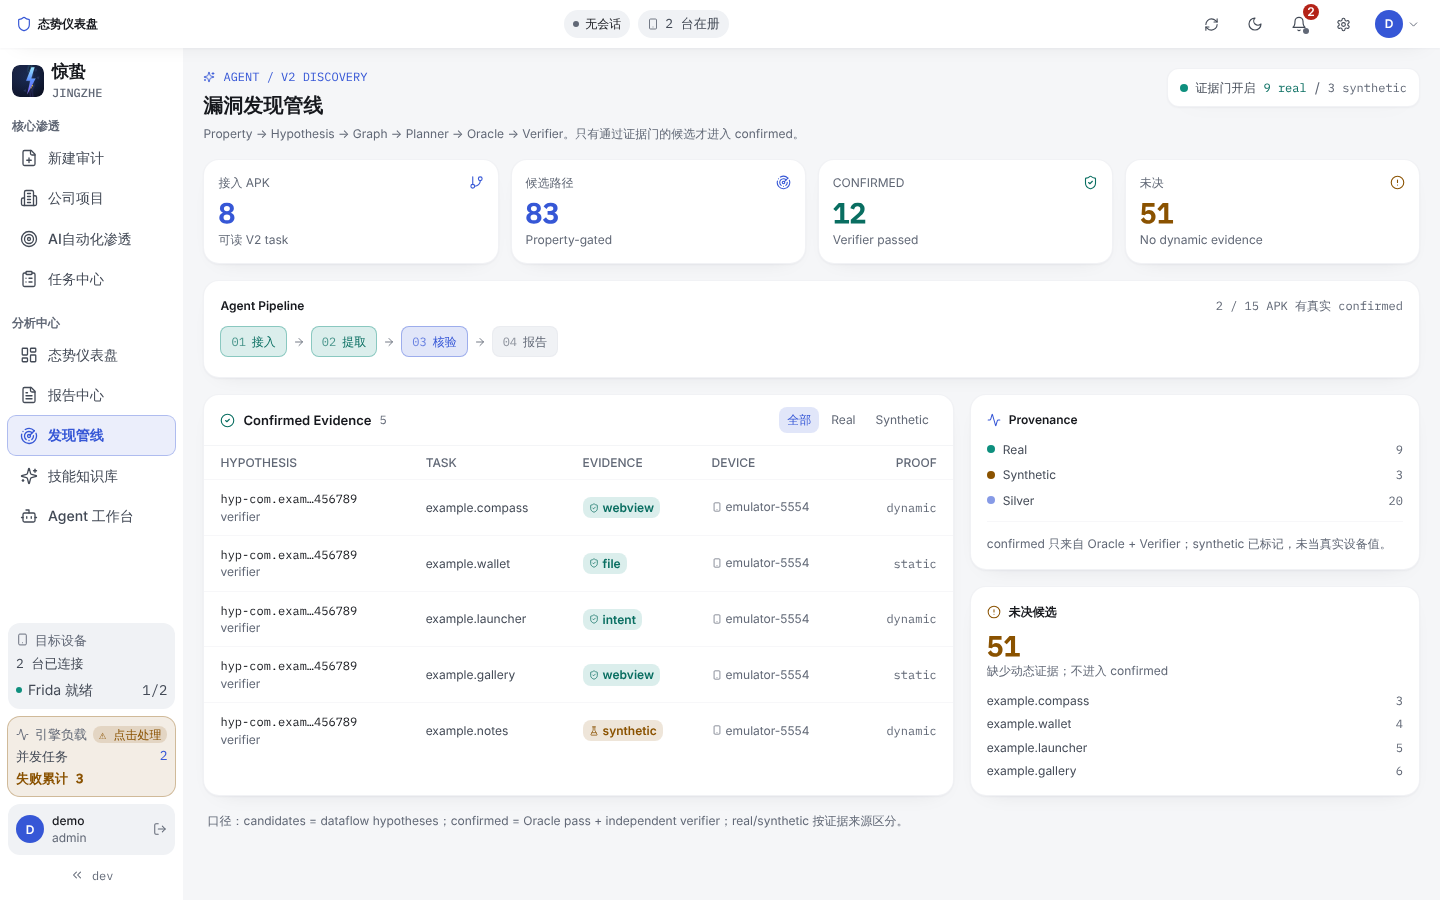 态势仪表盘
无会话
2 台在册
2
D
惊蛰
JINGZHE
核心渗透
新建审计
公司项目
AI自动化渗透
任务中心
分析中心
态势仪表盘
报告中心
发现管线
技能知识库
Agent 工作台
目标设备
2 台已连接
Frida 就绪 1/2
引擎负载 ⚠ 点击处理
并发任务 2
失败累计 3
D
demo
admin
dev
AGENT / V2 DISCOVERY
漏洞发现管线
Property → Hypothesis → Graph → Planner → Oracle → Verifier。只有通过证据门的候选才进入 confirmed。
证据门开启 9 real / 3 synthetic
接入 APK
8
可读 V2 task
候选路径
83
Property-gated
CONFIRMED
12
Verifier passed
未决
51
No dynamic evidence
Agent Pipeline
2 / 15 APK 有真实 confirmed
01 接入 → 02 提取 → 03 核验 → 04 报告
Confirmed Evidence 5
全部 Real Synthetic
HYPOTHESIS TASK EVIDENCE DEVICE PROOF
hyp-com.exam…456789
verifier
example.compass webview emulator-5554 dynamic
hyp-com.exam…456789
verifier
example.wallet file emulator-5554 static
hyp-com.exam…456789
verifier
example.launcher intent emulator-5554 dynamic
hyp-com.exam…456789
verifier
example.gallery webview emulator-5554 static
hyp-com.exam…456789
verifier
example.notes synthetic emulator-5554 dynamic
Provenance
Real 9
Synthetic 3
Silver 20
confirmed 只来自 Oracle + Verifier；synthetic 已标记，未当真实设备值。
未决候选
51
缺少动态证据；不进入 confirmed
example.compass 3
example.wallet 4
example.launcher 5
example.gallery 6
口径：candidates = dataflow hypotheses；confirmed = Oracle pass + independent verifier；real/synthetic 按证据来源区分。